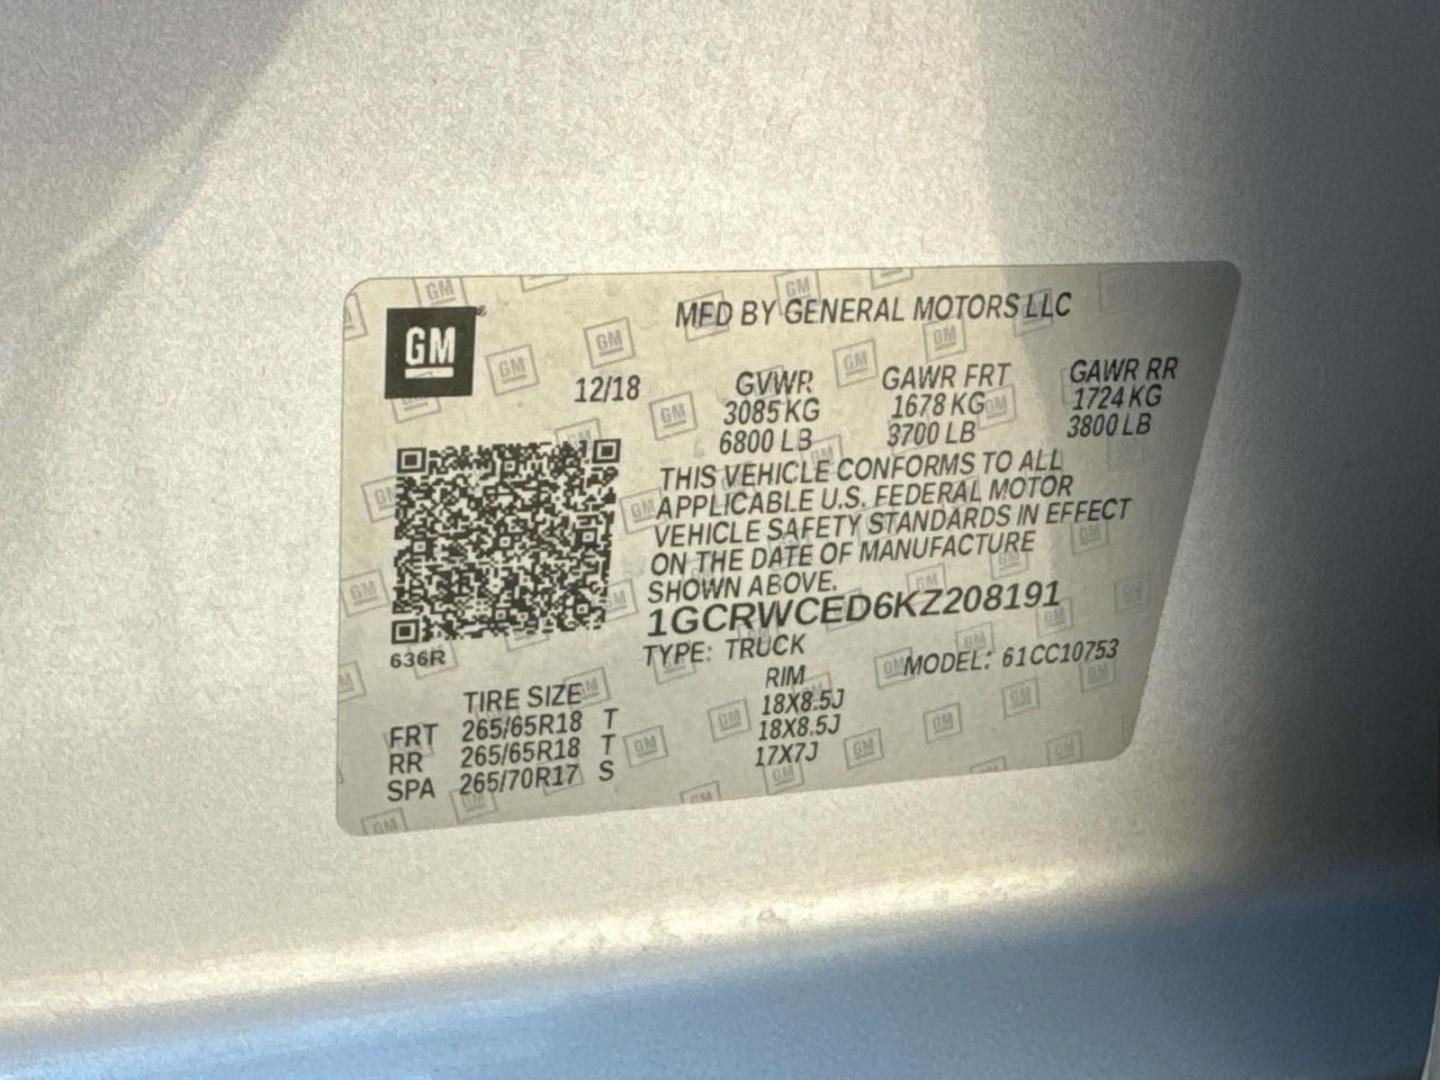 GM
MFD BY GENERAL MOTORS LLC
12/18 GVWR GAWR FRT GAWR RR
3085 KG 1678 KG 1724 KG
6800 LB 3700 LB 3800 LB
THIS VEHICLE CONFORMS TO ALL
APPLICABLE U.S. FEDERAL MOTOR
VEHICLE SAFETY STANDARDS IN EFFECT
ON THE DATE OF MANUFACTURE
SHOWN ABOVE.
1GCRWCED6KZ208191
636R
TYPE: TRUCK MODEL: 61CC10753
TIRE SIZE RIM
FRT 265/65R18 T 18X8.5J
RR 265/65R18 T 18X8.5J
SPA 265/70R17 S 17X7J